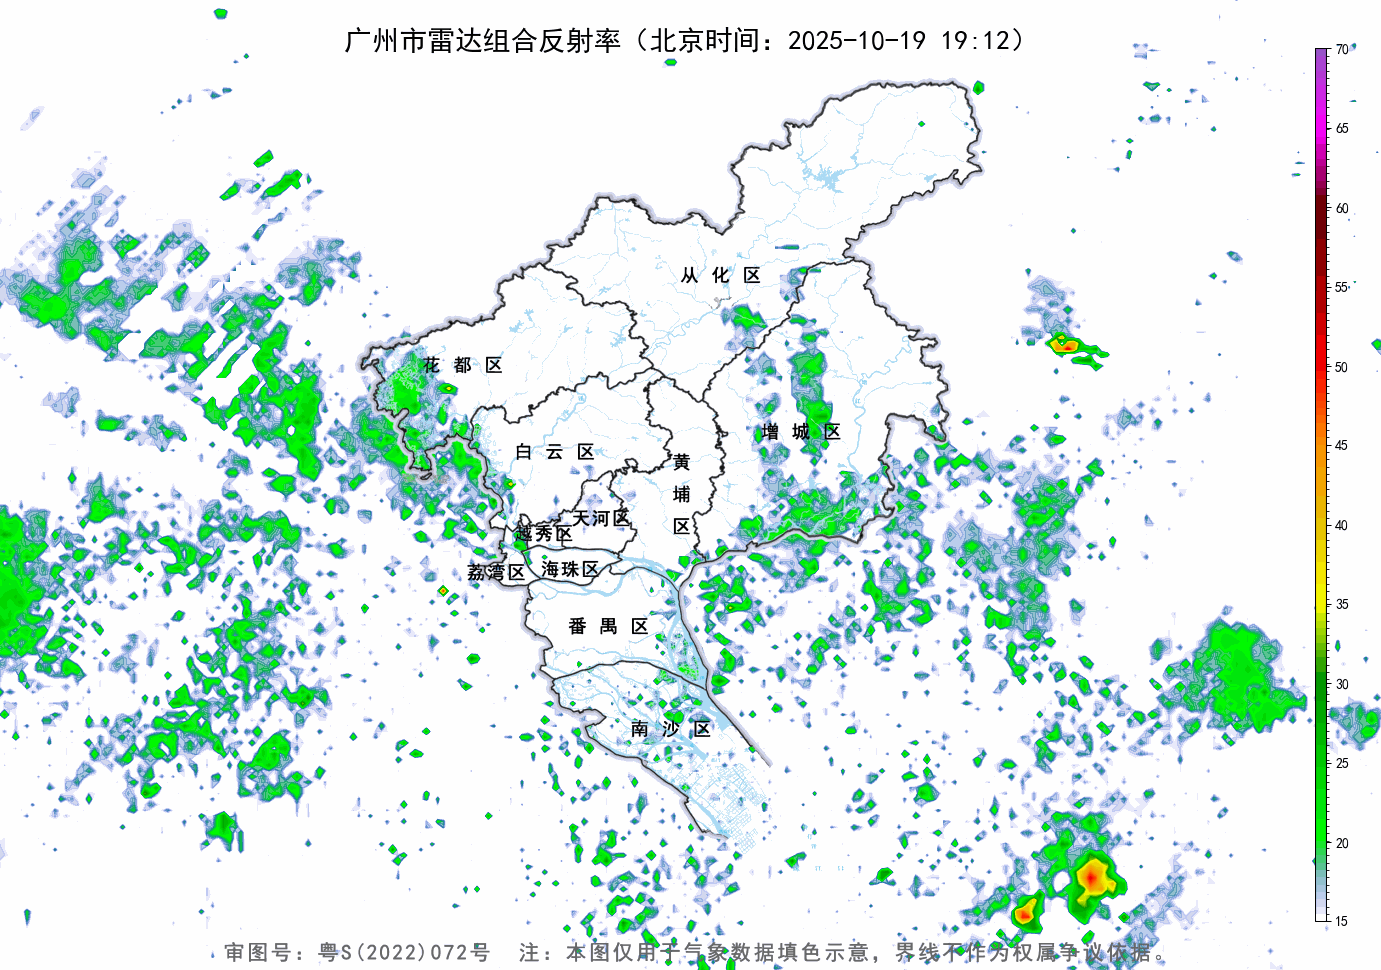 广州市雷达组合反射率（北京时间：2025-10-19 19:12）
70
65
60
55
50
45
40
35
30
25
20
15
从化区
花都区
增城区
白云区
黄埔区
天河区
越秀区
荔湾区
海珠区
番禺区
南沙区
审图号：粤S(2022)072号 注：本图仅用于气象数据填色示意，界线不作为权属争议依据。